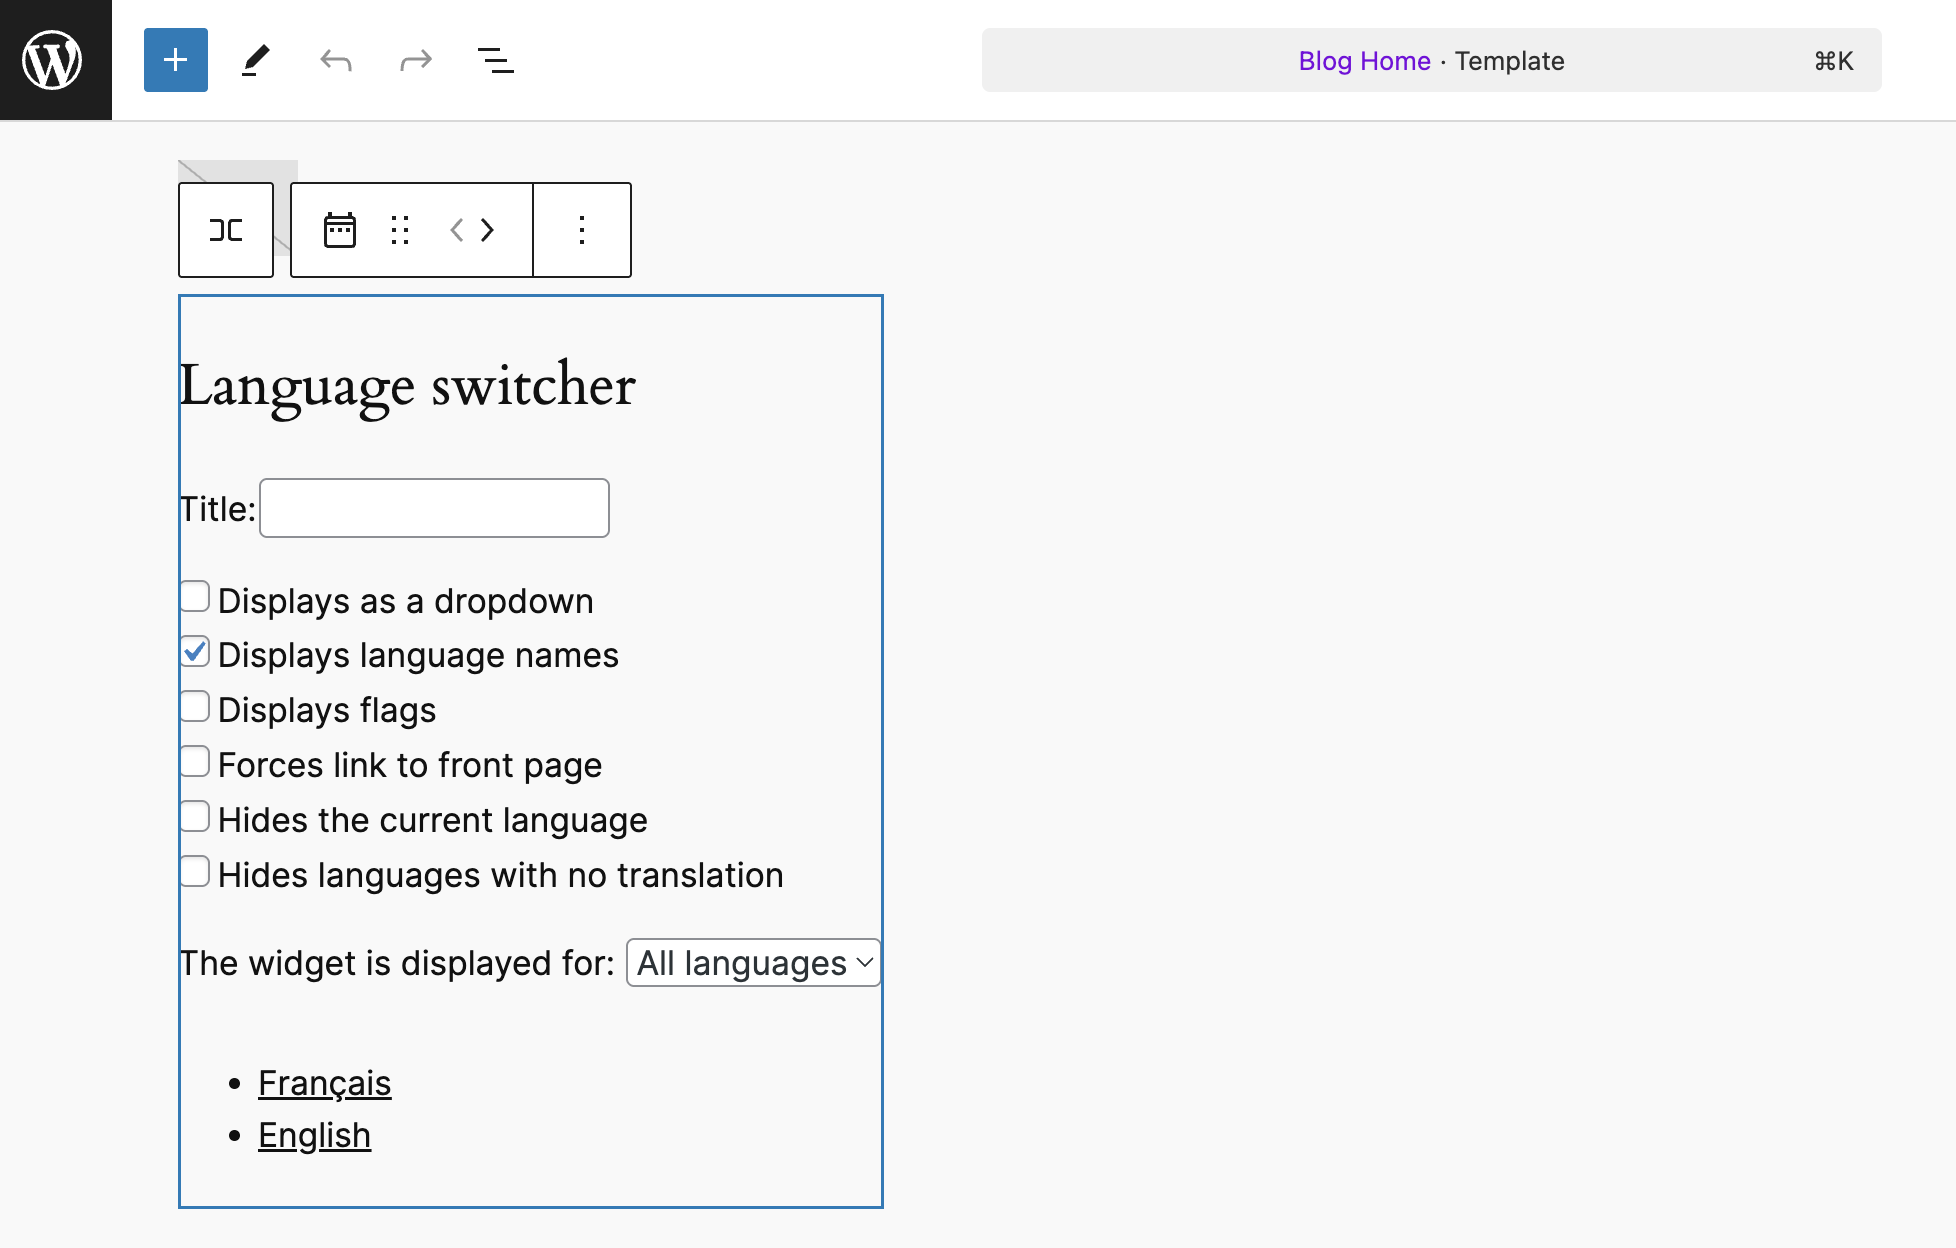 Blog Home · Template ⌘K
Language switcher
Title:
Displays as a dropdown
Displays language names
Displays flags
Forces link to front page
Hides the current language
Hides languages with no translation
The widget is displayed for: All languages
Français
English